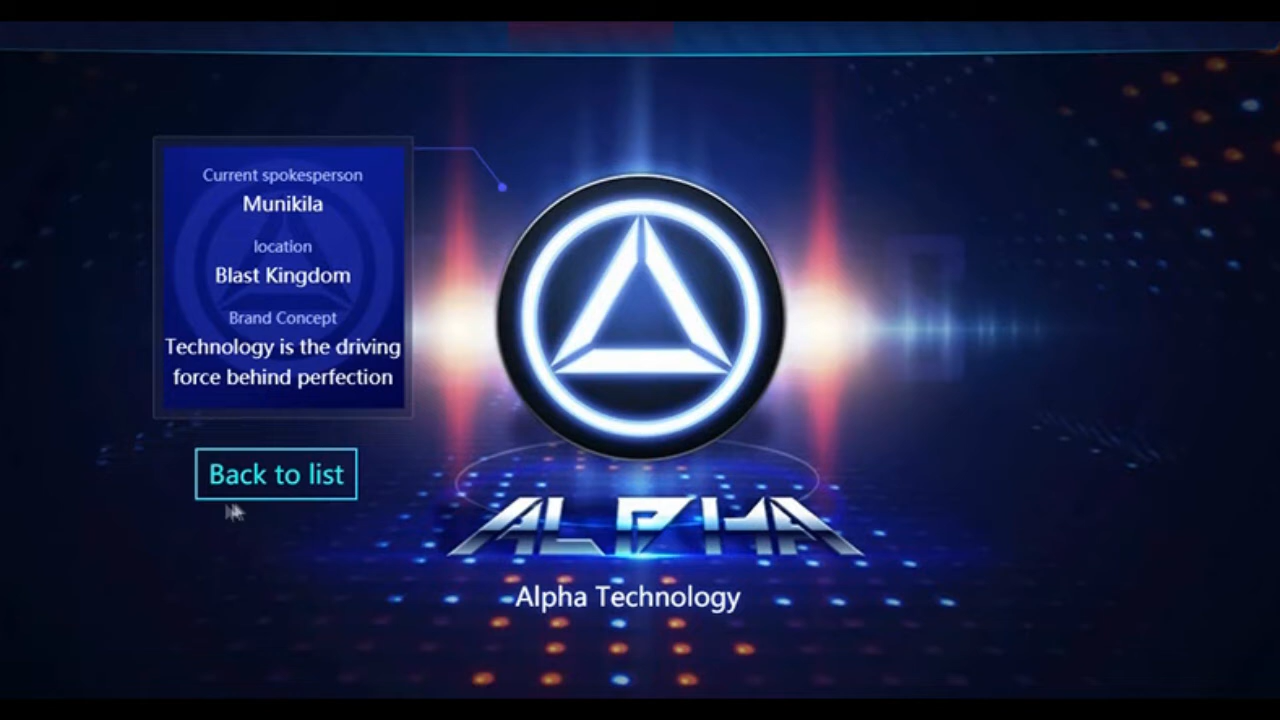 Current spokesperson
Munikila
location
Blast Kingdom
Brand Concept
Technology is the driving
force behind perfection
Back to list
ALPHA
Alpha Technology